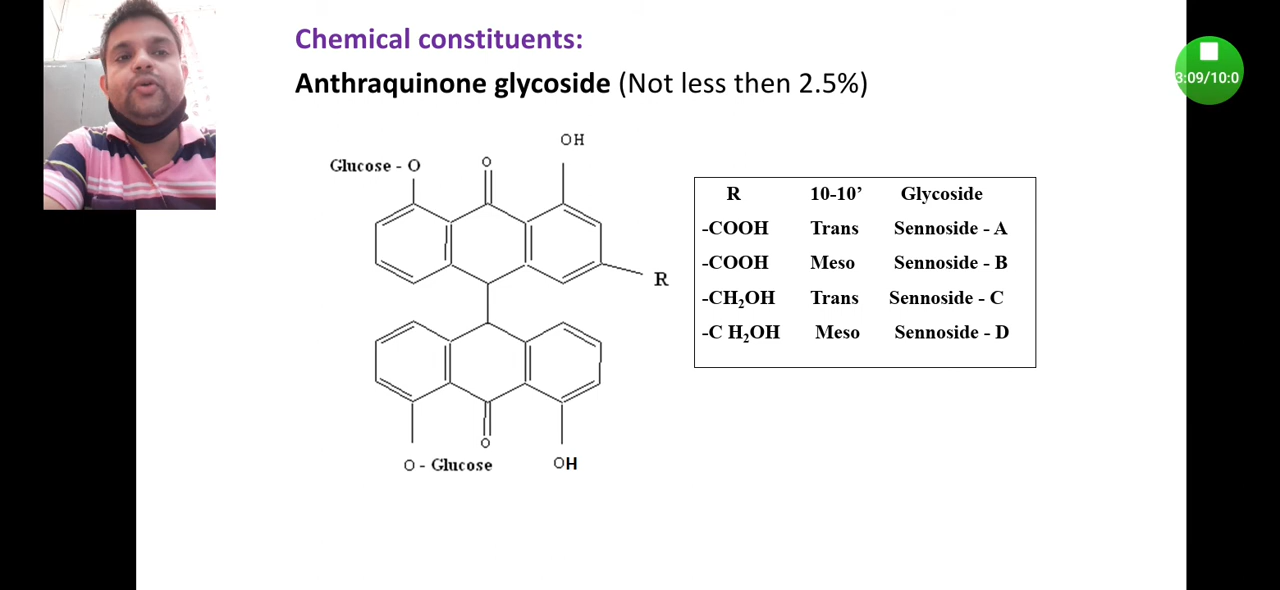 Chemical constituents:
Anthraquinone glycoside (Not less then 2.5%)
3:09/10:0
OH
Glucose - O
O
R
O
O - Glucose
OH
R 10-10’ Glycoside
-COOH Trans Sennoside - A
-COOH Meso Sennoside - B
-CH₂OH Trans Sennoside - C
-C H₂OH Meso Sennoside - D